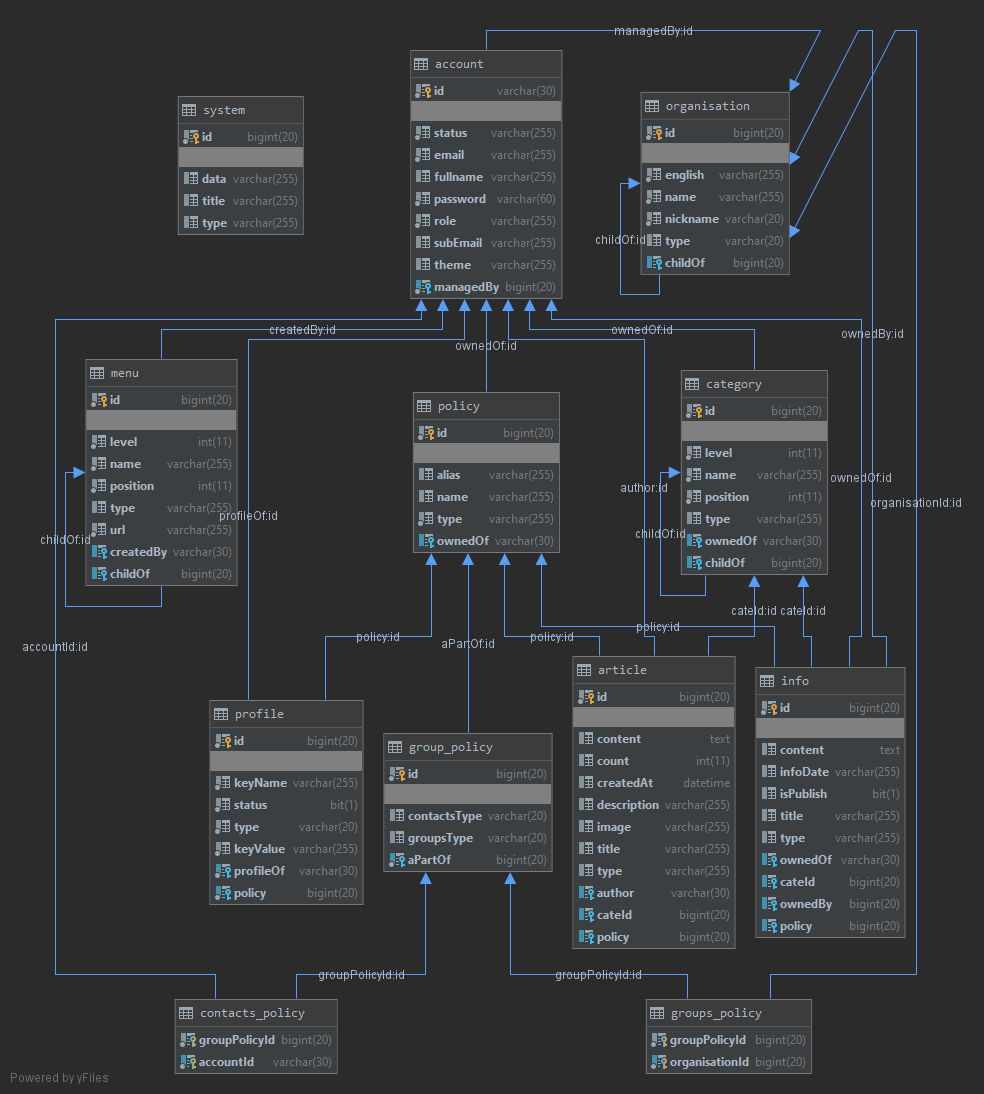 managedBy:id
account
id varchar(30)
status varchar(255)
email varchar(255)
fullname varchar(255)
password varchar(60)
role varchar(255)
subEmail varchar(255)
theme varchar(255)
managedBy bigint(20)
system
id bigint(20)
data varchar(255)
title varchar(255)
type varchar(255)
organisation
id bigint(20)
english varchar(255)
name varchar(255)
nickname varchar(20)
type varchar(20)
childOf bigint(20)
childOf:id
createdBy:id
ownedOf:id
ownedOf:id
ownedBy:id
menu
id bigint(20)
level int(11)
name varchar(255)
position int(11)
type varchar(255)
url varchar(255)
createdBy varchar(30)
childOf bigint(20)
childOf:id
profileOf:id
policy
id bigint(20)
alias varchar(255)
name varchar(255)
type varchar(255)
ownedOf varchar(30)
category
id bigint(20)
level int(11)
name varchar(255)
position int(11)
type varchar(255)
ownedOf varchar(30)
childOf bigint(20)
author:id
childOf:id
ownedOf:id
organisationId:id
accountId:id
policy:id
aPartOf:id
policy:id
policy:id
cateId:id
cateId:id
profile
id bigint(20)
keyName varchar(255)
status bit(1)
type varchar(20)
keyValue varchar(255)
profileOf varchar(30)
policy bigint(20)
group_policy
id bigint(20)
contactsType varchar(20)
groupsType varchar(20)
aPartOf bigint(20)
article
id bigint(20)
content text
count int(11)
createdAt datetime
description varchar(255)
image varchar(255)
title varchar(255)
type varchar(255)
author varchar(30)
cateId bigint(20)
policy bigint(20)
info
id bigint(20)
content text
infoDate varchar(255)
isPublish bit(1)
title varchar(255)
type varchar(255)
ownedOf varchar(30)
cateId bigint(20)
ownedBy bigint(20)
policy bigint(20)
groupPolicyId:id
groupPolicyId:id
contacts_policy
groupPolicyId bigint(20)
accountId varchar(30)
groups_policy
groupPolicyId bigint(20)
organisationId bigint(20)
Powered by yFiles